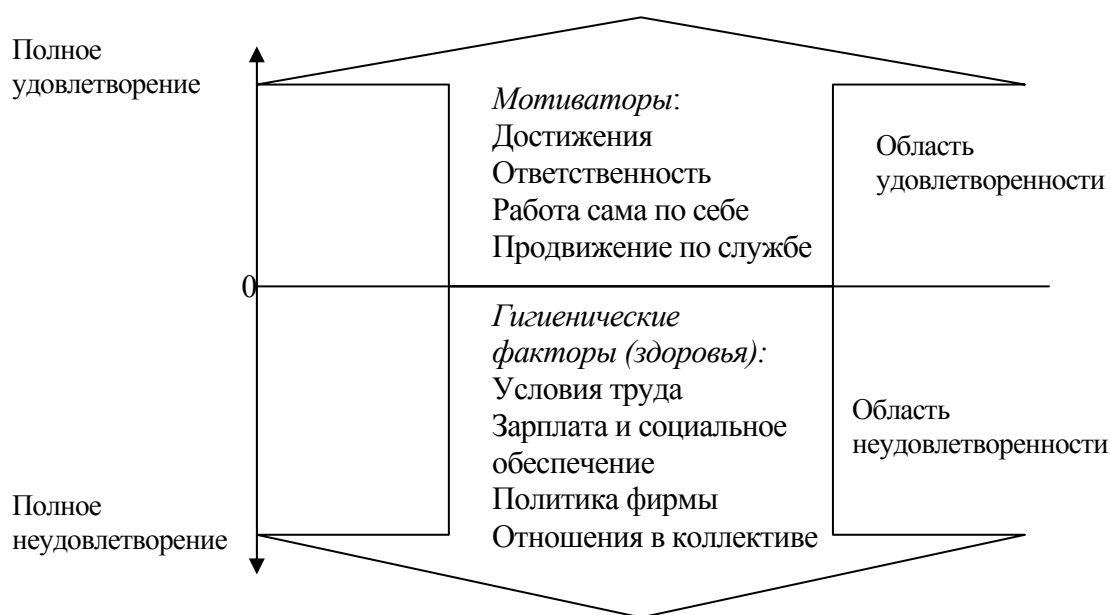 Полное
удовлетворение
Мотиваторы:
Достижения
Ответственность
Работа сама по себе
Продвижение по службе
Область
удовлетворенности
0
Гигиенические
факторы (здоровья):
Условия труда
Зарплата и социальное
обеспечение
Политика фирмы
Отношения в коллективе
Область
неудовлетворенности
Полное
неудовлетворение